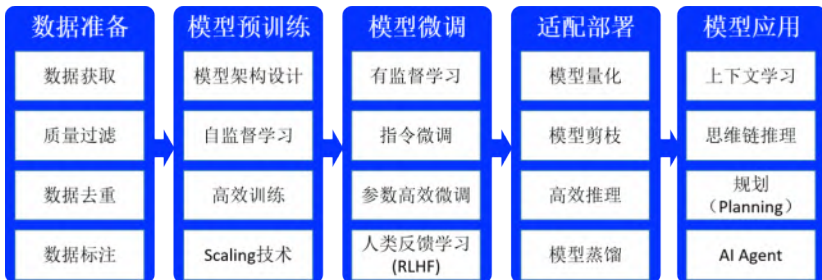 数据准备
数据获取
质量过滤
数据去重
数据标注
模型预训练
模型架构设计
自监督学习
高效训练
Scaling技术
模型微调
有监督学习
指令微调
参数高效微调
人类反馈学习
(RLHF)
适配部署
模型量化
模型剪枝
高效推理
模型蒸馏
模型应用
上下文学习
思维链推理
规划
（Planning）
AI Agent